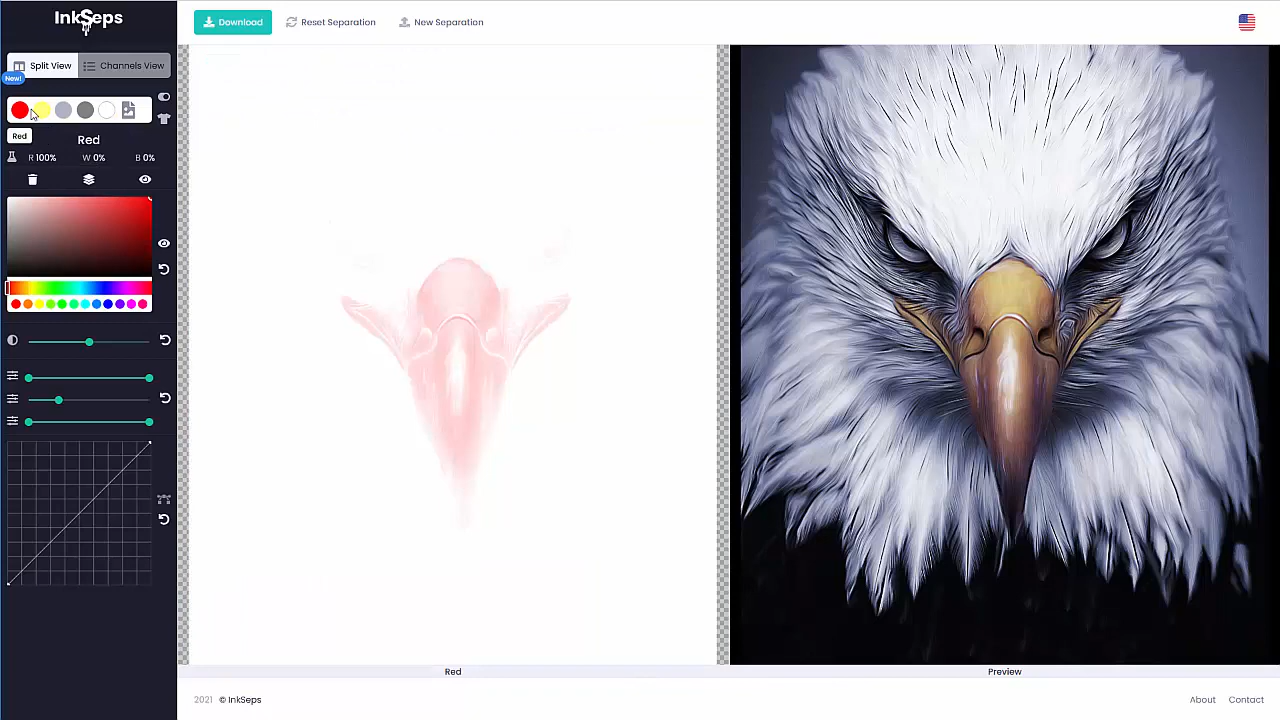 InkSeps
Download
Reset Separation
New Separation
Split View
Channels View
New!
Red
Red
R 100%
W 0%
B 0%
Red
Preview
2021 © InkSeps
About
Contact